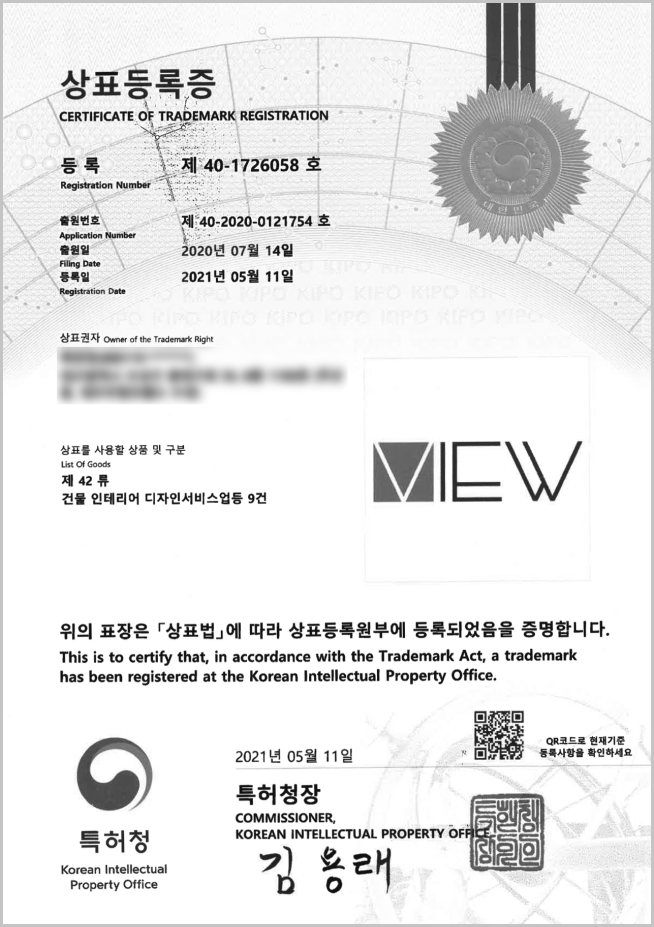 상표등록증
CERTIFICATE OF TRADEMARK REGISTRATION
등록 제 40-1726058 호
Registration Number
출원번호 제 40-2020-0121754 호
Application Number
출원일 2020년 07월 14일
Filing Date
등록일 2021년 05월 11일
Registration Date
KIPO KIPO KIPO KIPO KIPO
KIPO KIPO KIPO KIPO KIPO
상표권자 Owner of the Trademark Right
상표를 사용할 상품 및 구분
List Of Goods
제 42 류
건물 인테리어 디자인서비스업등 9건
VIEW
대한민국
위의 표장은 「상표법」에 따라 상표등록원부에 등록되었음을 증명합니다.
This is to certify that, in accordance with the Trademark Act, a trademark
has been registered at the Korean Intellectual Property Office.
2021년 05월 11일
QR코드로 현재기준
등록사항을 확인하세요
특허청장
COMMISSIONER,
KOREAN INTELLECTUAL PROPERTY OFFICE
김용래
특허청
Korean Intellectual
Property Office